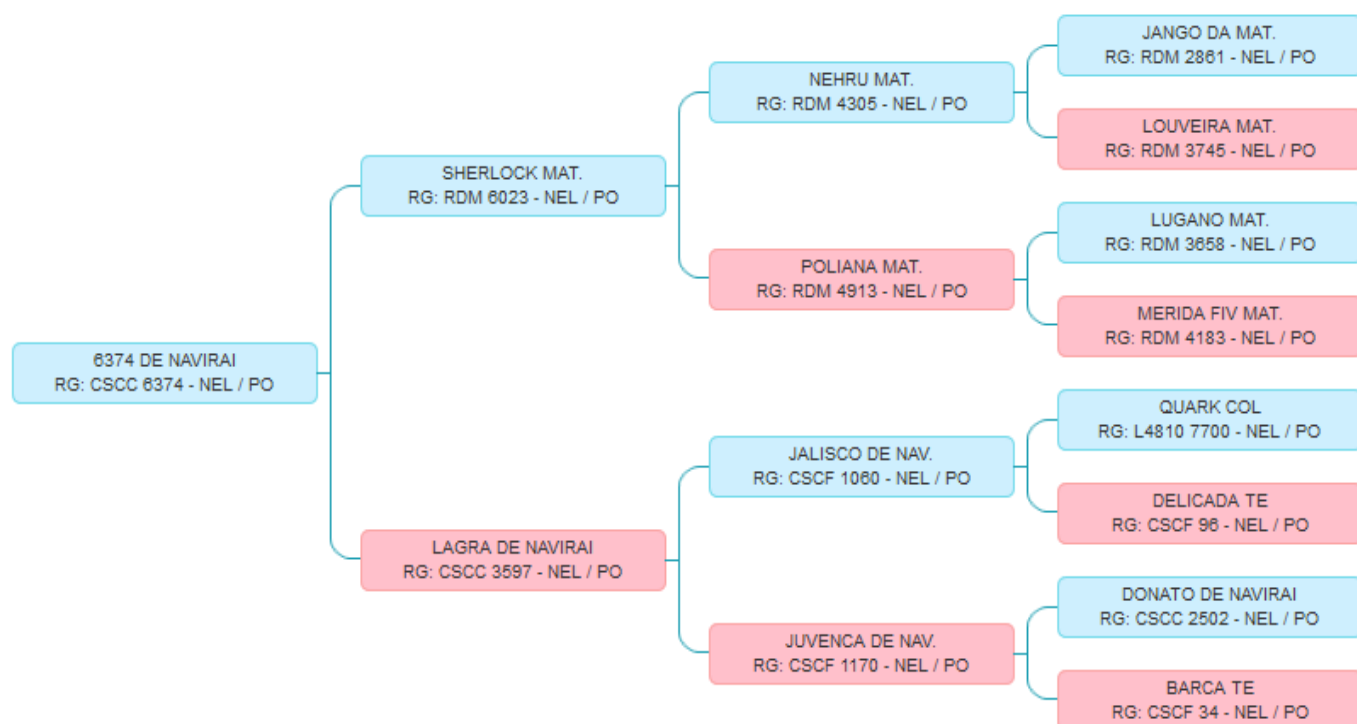 JANGO DA MAT.
RG: RDM 2861 - NEL / PO
NEHRU MAT.
RG: RDM 4305 - NEL / PO
LOUVEIRA MAT.
RG: RDM 3745 - NEL / PO
SHERLOCK MAT.
RG: RDM 6023 - NEL / PO
LUGANO MAT.
RG: RDM 3658 - NEL / PO
POLIANA MAT.
RG: RDM 4913 - NEL / PO
MERIDA FIV MAT.
RG: RDM 4183 - NEL / PO
6374 DE NAVIRAI
RG: CSCC 6374 - NEL / PO
QUARK COL
RG: L4810 7700 - NEL / PO
JALISCO DE NAV.
RG: CSCF 1060 - NEL / PO
DELICADA TE
RG: CSCF 96 - NEL / PO
LAGRA DE NAVIRAI
RG: CSCC 3597 - NEL / PO
DONATO DE NAVIRAI
RG: CSCC 2502 - NEL / PO
JUVENCA DE NAV.
RG: CSCF 1170 - NEL / PO
BARCA TE
RG: CSCF 34 - NEL / PO